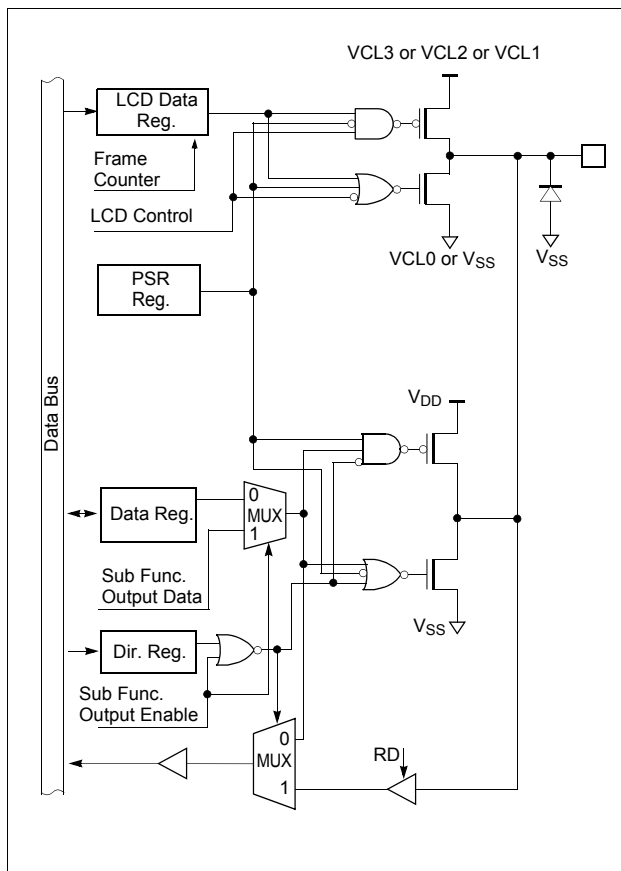 VCL3 or VCL2 or VCL1
LCD Data
Reg.
Frame
Counter
LCD Control
VCL0 or VSS
VSS
PSR
Reg.
Data Bus
VDD
0
MUX
1
Data Reg.
Sub Func.
Output Data
VSS
Dir. Reg.
Sub Func.
Output Enable
0
MUX
1
RD